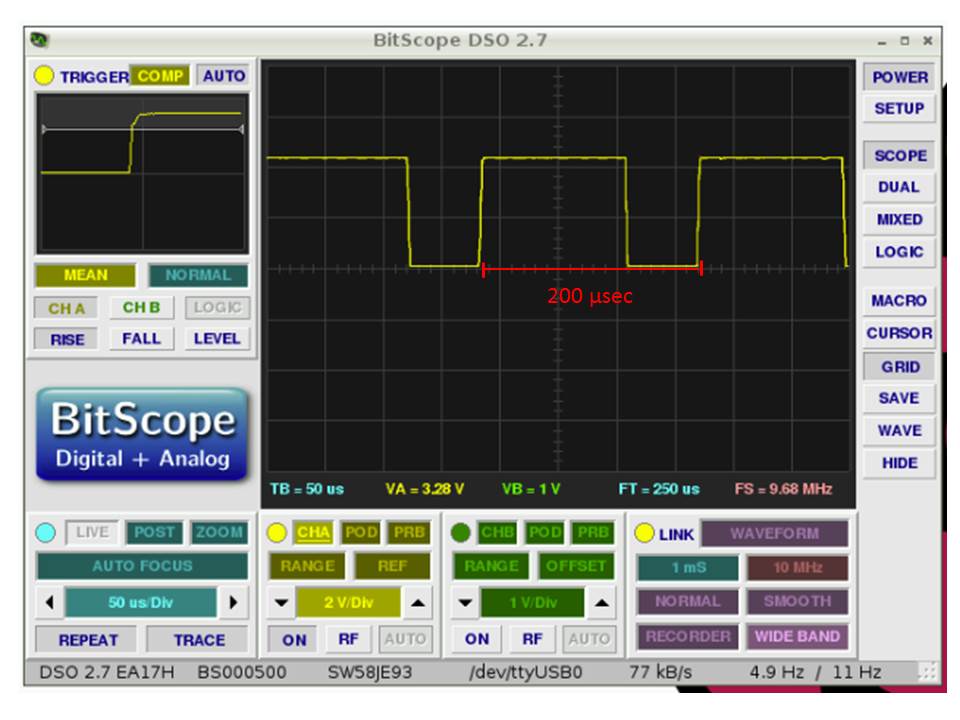 BitScope DSO 2.7
TRIGGER COMP AUTO
MEAN NORMAL
CH A CH B LOGIC
RISE FALL LEVEL
BitScope
Digital + Analog
200 µsec
TB = 50 us VA = 3.28 V VB = 1 V FT = 250 us FS = 9.68 MHz
POWER
SETUP
SCOPE
DUAL
MIXED
LOGIC
MACRO
CURSOR
GRID
SAVE
WAVE
HIDE
LIVE POST ZOOM
AUTO FOCUS
50 us/Div
REPEAT TRACE
CHA POD PRB
RANGE REF
2 V/Div
ON RF AUTO
CHB POD PRB
RANGE OFFSET
1 V/Div
ON RF AUTO
LINK WAVEFORM
1 mS 10 MHz
NORMAL SMOOTH
RECORDER WIDE BAND
DSO 2.7 EA17H BS000500 SW58JE93 /dev/ttyUSB0 77 kB/s 4.9 Hz / 11 Hz